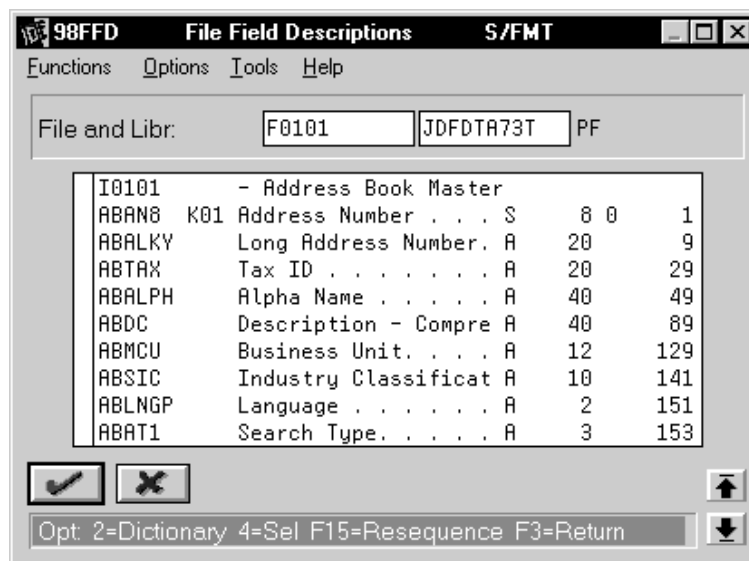 JDE 98FFD File Field Descriptions S/FMT
Functions Options Tools Help
File and Libr: F0101 JDFDTA73T PF
I0101 - Address Book Master
ABAN8 K01 Address Number . . . S 8 0 1
ABALKY Long Address Number. A 20 9
ABTAX Tax ID . . . . . . . A 20 29
ABALPH Alpha Name . . . . . A 40 49
ABDC Description - Compre A 40 89
ABMCU Business Unit. . . . A 12 129
ABSIC Industry Classificat A 10 141
ABLNGP Language . . . . . . A 2 151
ABAT1 Search Type. . . . . A 3 153
Opt: 2=Dictionary 4=Sel F15=Resequence F3=Return